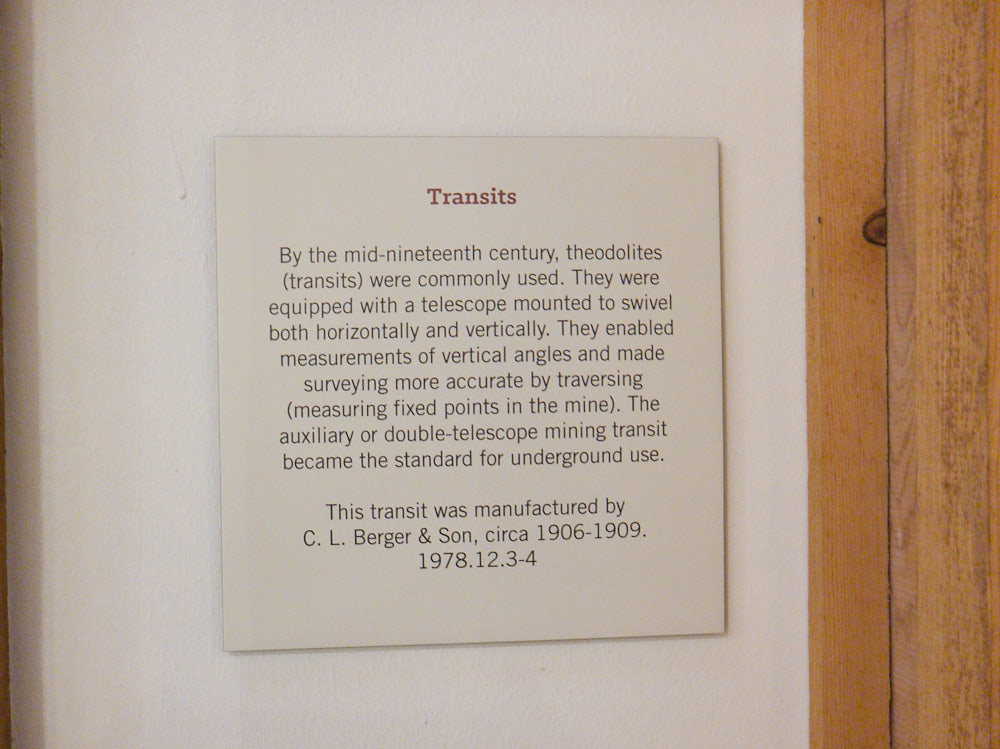 Transits
By the mid-nineteenth century, theodolites
(transits) were commonly used. They were
equipped with a telescope mounted to swivel
both horizontally and vertically. They enabled
measurements of vertical angles and made
surveying more accurate by traversing
(measuring fixed points in the mine). The
auxiliary or double-telescope mining transit
became the standard for underground use.
This transit was manufactured by
C. L. Berger & Son, circa 1906-1909.
1978.12.3-4